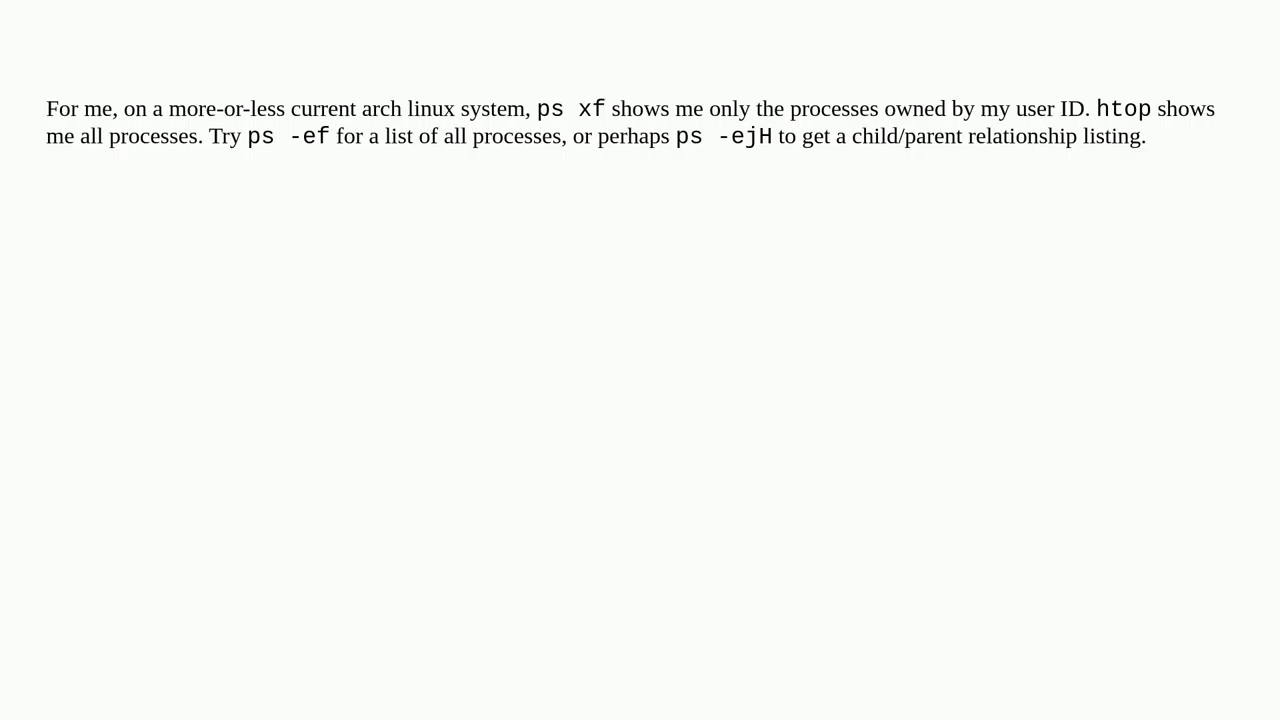 For me, on a more-or-less current arch linux system, ps xf shows me only the processes owned by my user ID. htop shows
me all processes. Try ps -ef for a list of all processes, or perhaps ps -ejH to get a child/parent relationship listing.